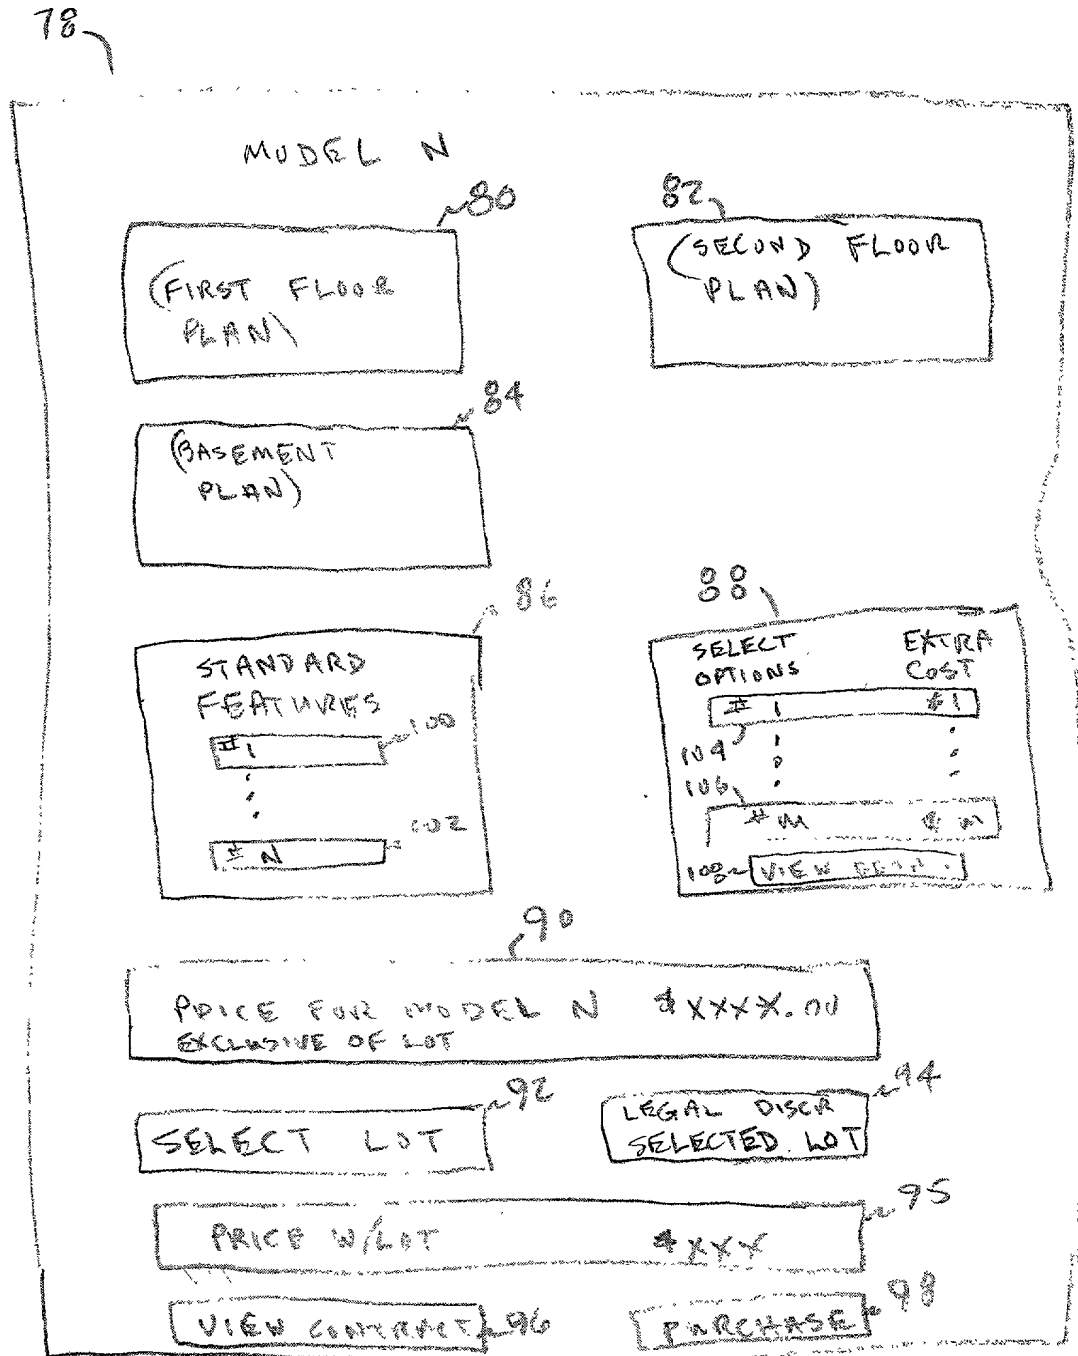 78
MODEL N
80
82
(FIRST FLOOR
PLAN)
(SECOND FLOOR
PLAN)
84
(BASEMENT
PLAN)
86
88
STANDARD
FEATURES
# 1
100
# N
102
SELECT EXTRA
OPTIONS COST
# 1 $1
104
106
# M $ M
108 VIEW
90
PRICE FOR MODEL N $XXXX.00
EXCLUSIVE OF LOT
92
94
SELECT LOT
LEGAL DISCR
SELECTED LOT
95
PRICE W/LOT $XXX
VIEW CONTRACT 96
PURCHASE 98